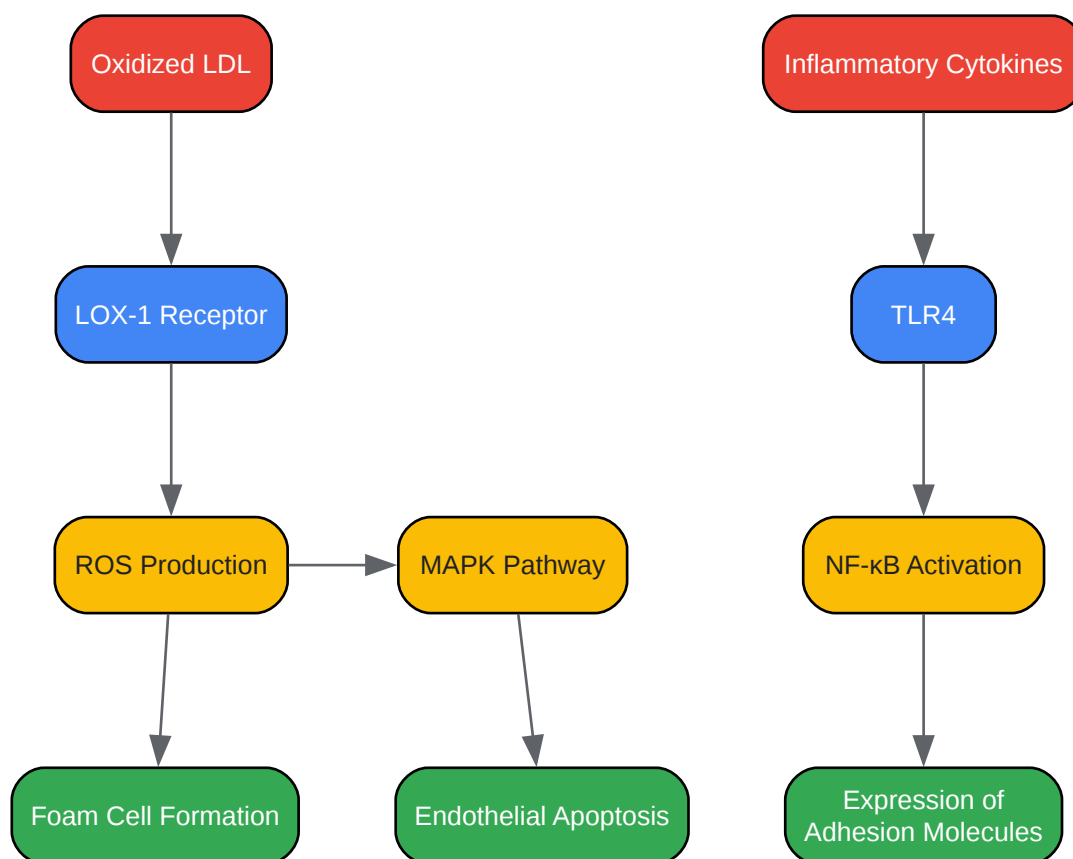 Oxidized LDL
Inflammatory Cytokines
LOX-1 Receptor
TLR4
ROS Production
MAPK Pathway
NF-κB Activation
Foam Cell Formation
Endothelial Apoptosis
Expression of
Adhesion Molecules